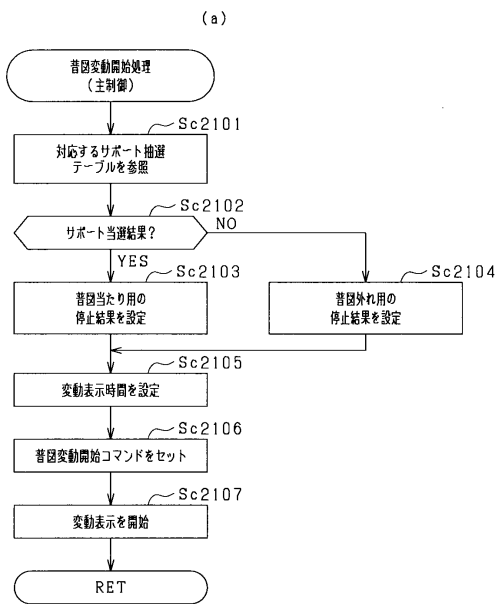 (a)
普図変動開始処理
(主制御)
Sc2101
対応するサポート抽選
テーブルを参照
Sc2102
サポート当選結果?
NO
YES
Sc2103
普図当たり用の
停止結果を設定
Sc2104
普図外れ用の
停止結果を設定
Sc2105
変動表示時間を設定
Sc2106
普図変動開始コマンドをセット
Sc2107
変動表示を開始
RET